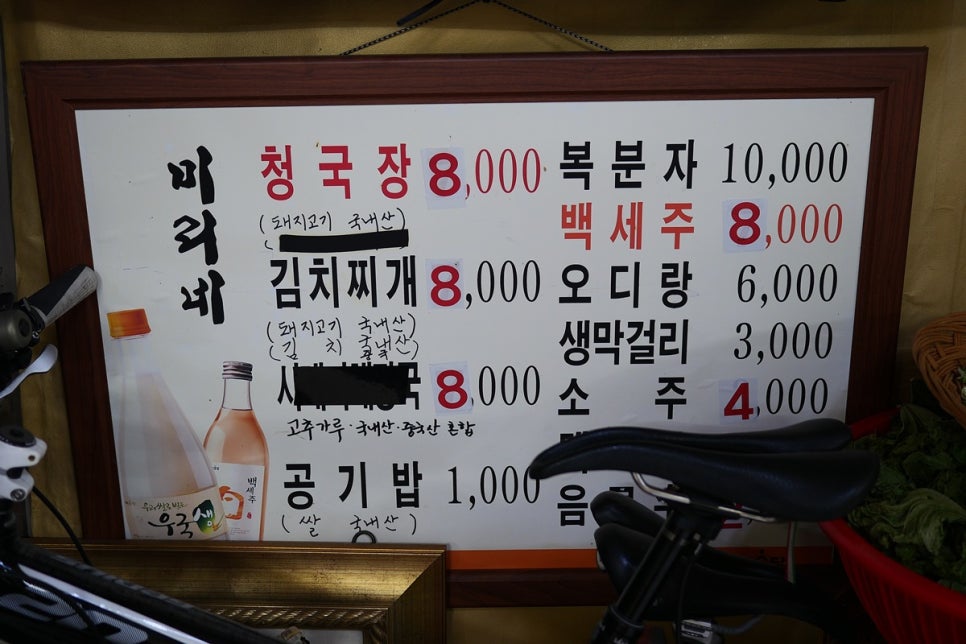 미리네
청국장 8,000
(돼지고기 국내산)
김치찌개 8,000
(돼지고기 국내산)
(김치 국내산)
8,000
고추가루·국내산·중국산 혼합
공기밥 1,000
(쌀 국내산)
복분자 10,000
백세주 8,000
오디랑 6,000
생막걸리 3,000
소주 4,000
우국생
백세주